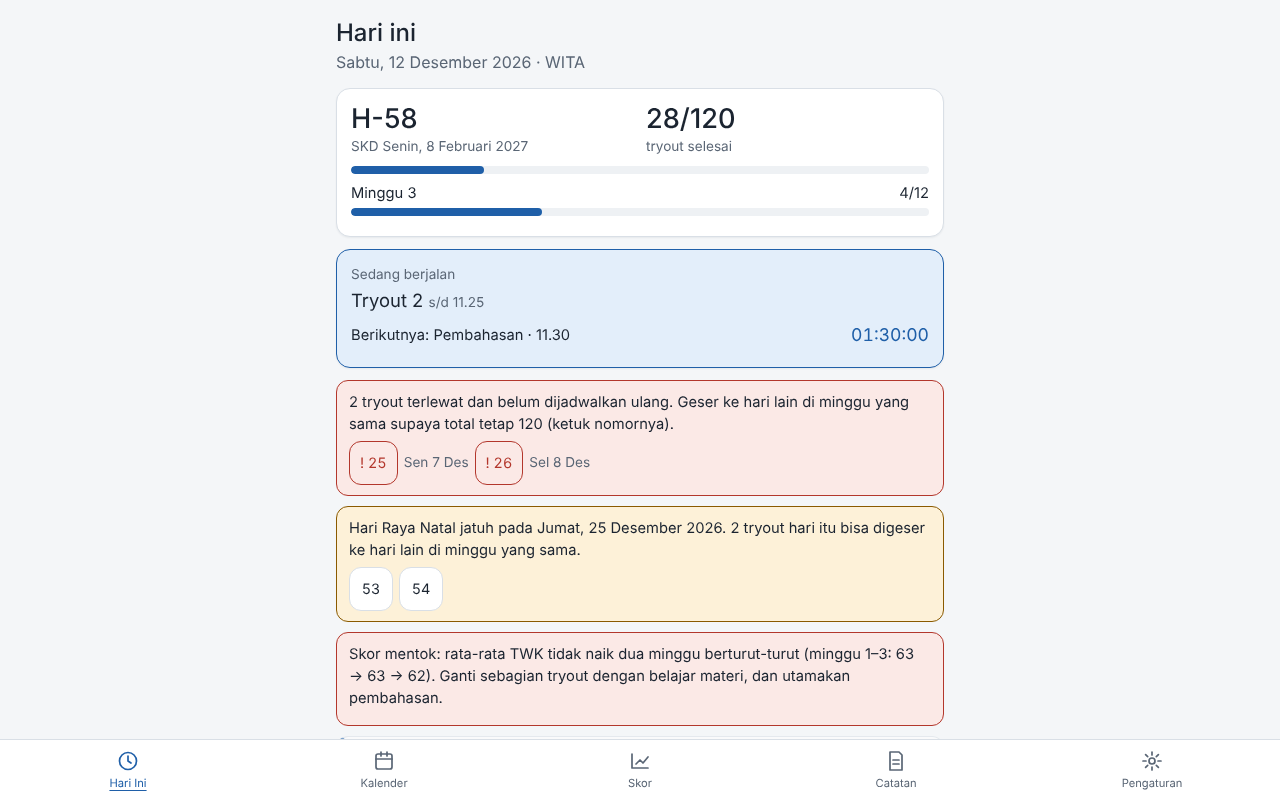 Hari ini
Sabtu, 12 Desember 2026 · WITA
H-58
SKD Senin, 8 Februari 2027
28/120
tryout selesai
Minggu 3 4/12
Sedang berjalan
Tryout 2 s/d 11.25
Berikutnya: Pembahasan · 11.30 01:30:00
2 tryout terlewat dan belum dijadwalkan ulang. Geser ke hari lain di minggu yang
sama supaya total tetap 120 (ketuk nomornya).
! 25 Sen 7 Des ! 26 Sel 8 Des
Hari Raya Natal jatuh pada Jumat, 25 Desember 2026. 2 tryout hari itu bisa digeser
ke hari lain di minggu yang sama.
53 54
Skor mentok: rata-rata TWK tidak naik dua minggu berturut-turut (minggu 1–3: 63
→ 63 → 62). Ganti sebagian tryout dengan belajar materi, dan utamakan
pembahasan.
Hari Ini Kalender Skor Catatan Pengaturan